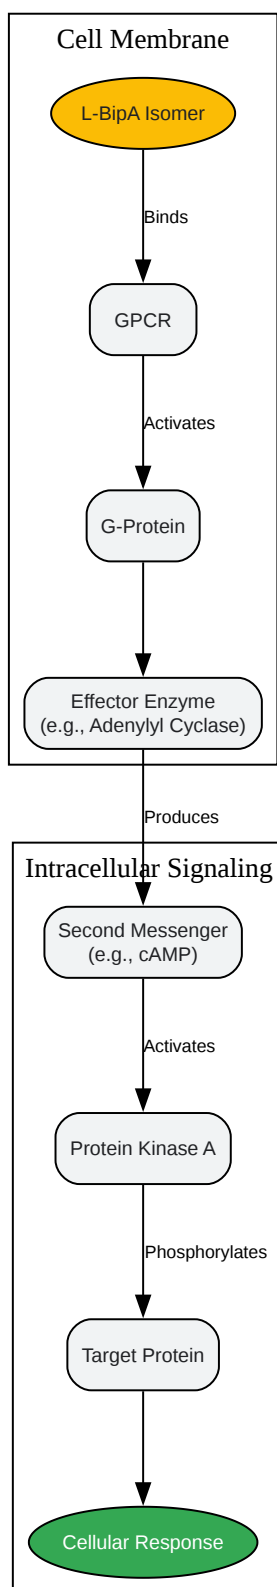 Cell Membrane
L-BipA Isomer
Binds
GPCR
Activates
G-Protein
Effector Enzyme
(e.g., Adenylyl Cyclase)
Produces
Intracellular Signaling
Second Messenger
(e.g., cAMP)
Activates
Protein Kinase A
Phosphorylates
Target Protein
Cellular Response